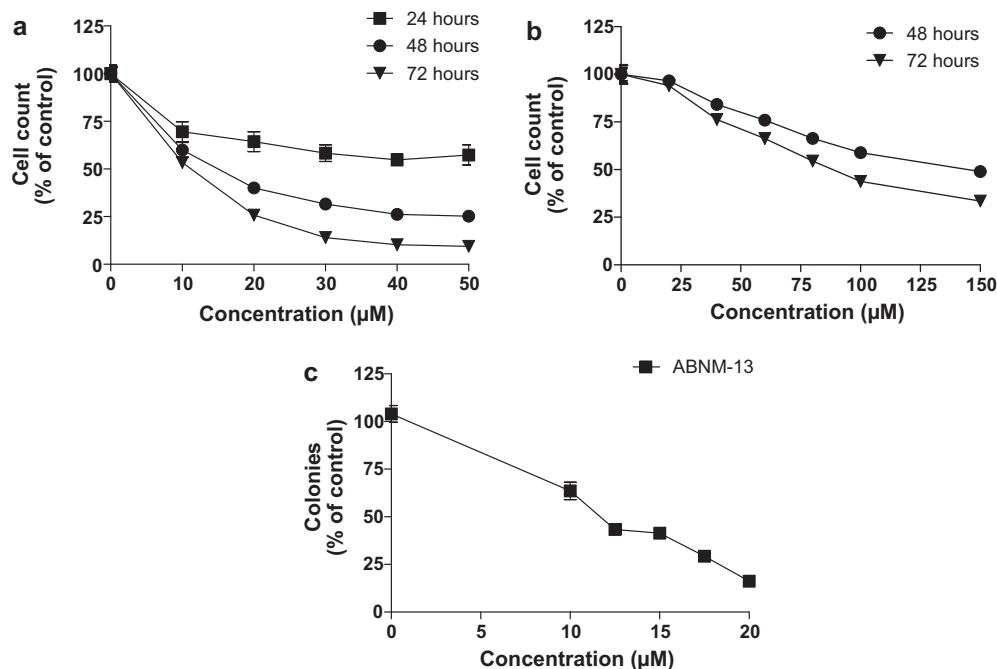 a
24 hours
48 hours
72 hours
Cell count
(% of control)
125
100
75
50
25
0
0 10 20 30 40 50
Concentration (µM)
b
48 hours
72 hours
Cell count
(% of control)
125
100
75
50
25
0
0 25 50 75 100 125 150
Concentration (µM)
c
ABNM-13
Colonies
(% of control)
125
100
75
50
25
0
0 5 10 15 20
Concentration (µM)